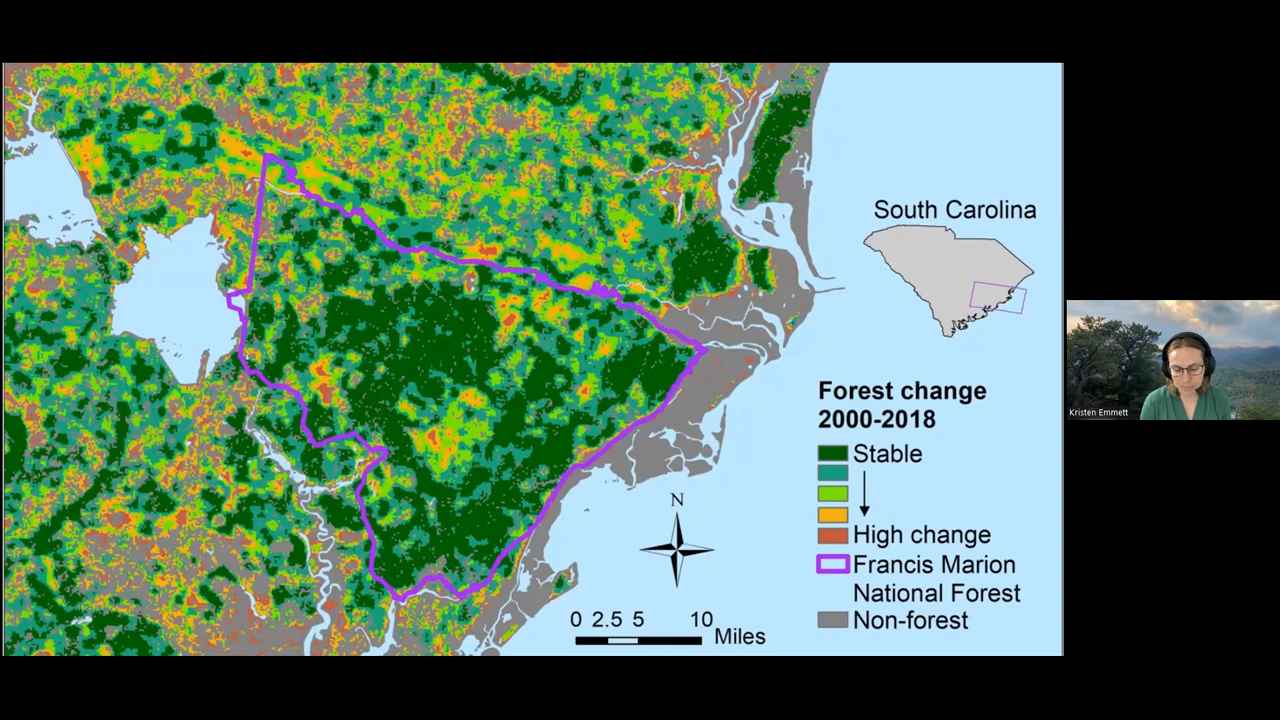 South Carolina
Forest change
2000-2018
Stable
High change
Francis Marion
National Forest
Non-forest
N
0 2.5 5 10
Miles
Kristen Emmett